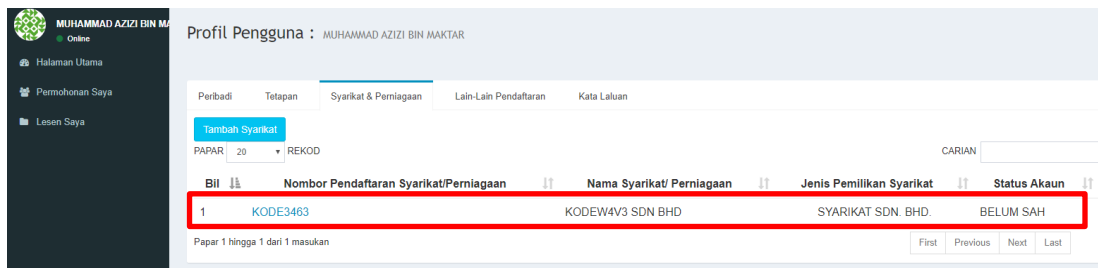 MUHAMMAD AZIZI BIN MA
Online
Profil Pengguna : MUHAMMAD AZIZI BIN MAKTAR
Halaman Utama
Permohonan Saya
Lesen Saya
Peribadi Tetapan Syarikat & Perniagaan Lain-Lain Pendaftaran Kata Laluan
Tambah Syarikat
PAPAR 20 REKOD CARIAN
Bil Nombor Pendaftaran Syarikat/Perniagaan Nama Syarikat/ Perniagaan Jenis Pemilikan Syarikat Status Akaun
1 KODE3463 KODEW4V3 SDN BHD SYARIKAT SDN. BHD. BELUM SAH
Papar 1 hingga 1 dari 1 masukan First Previous Next Last